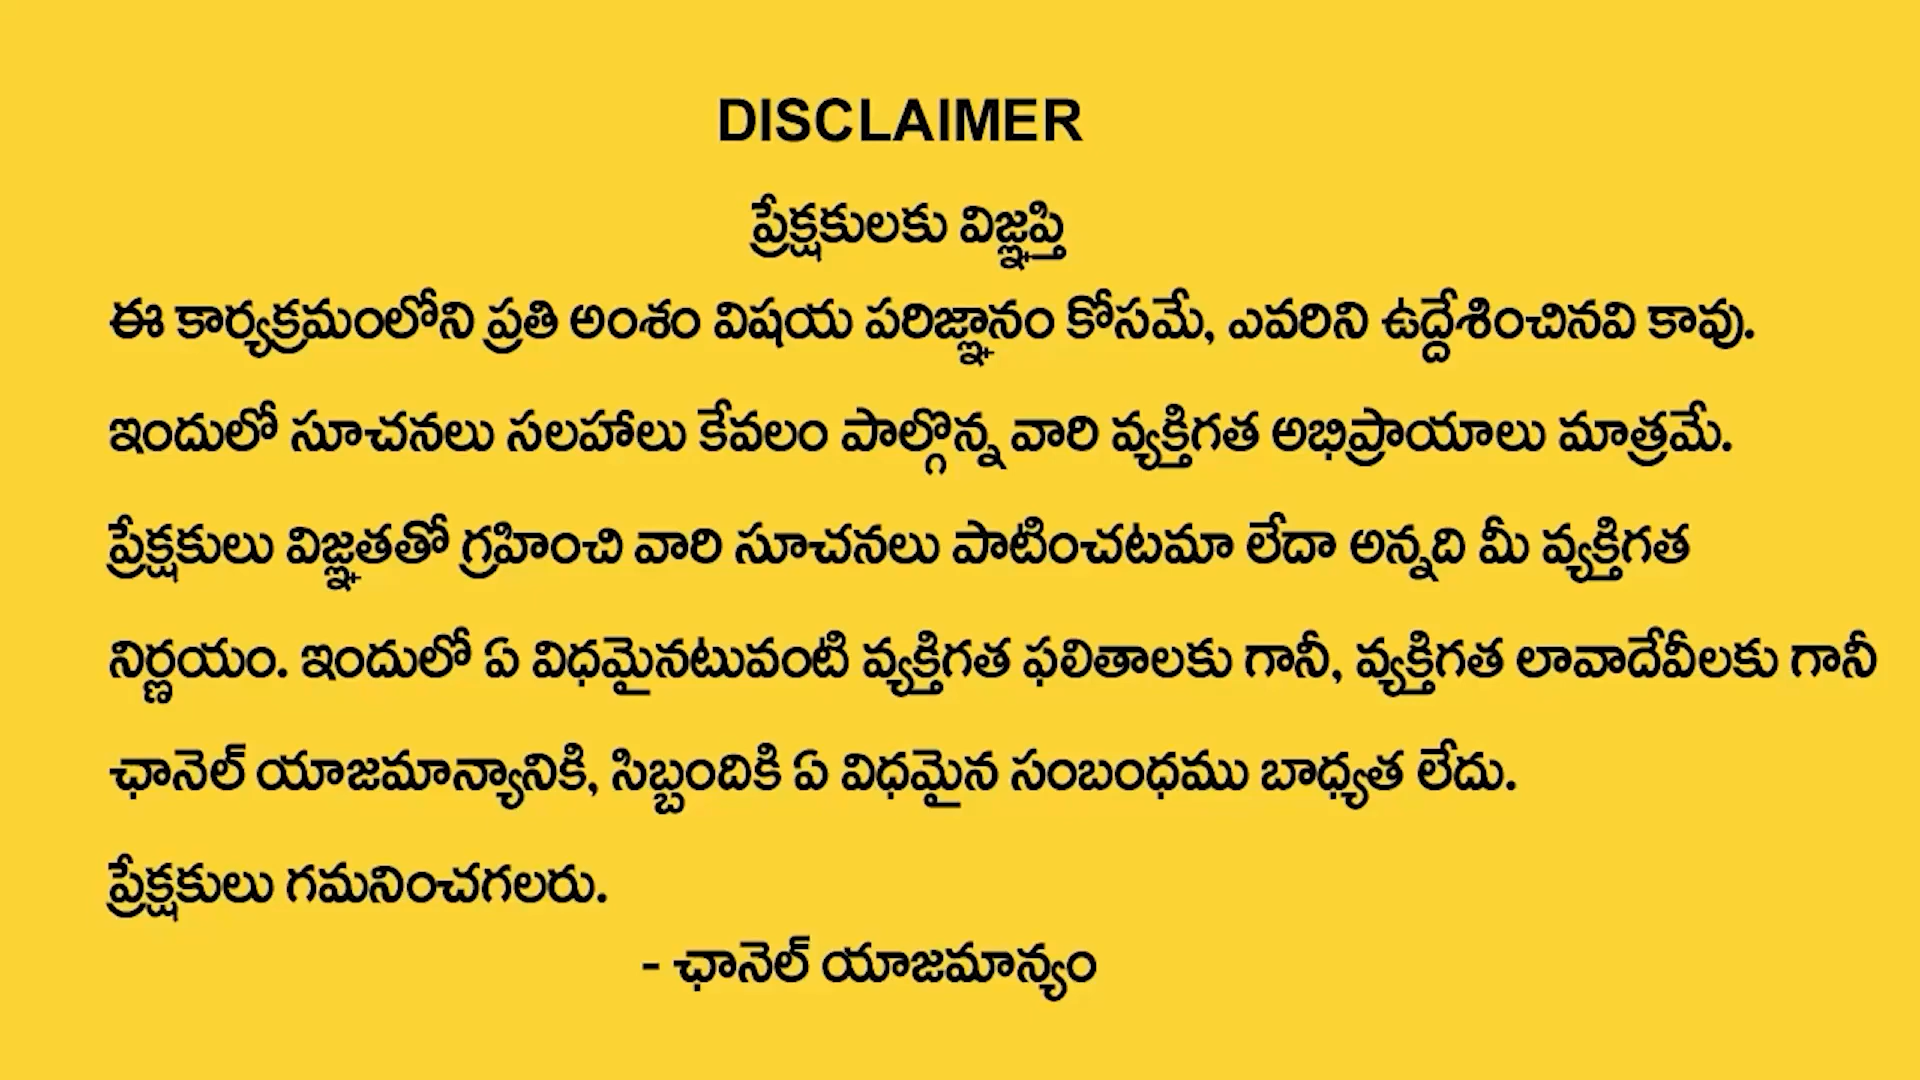 DISCLAIMER
ప్రేక్షకులకు విజ్ఞప్తి
ఈ కార్యక్రమంలోని ప్రతి అంశం విషయ పరిజ్ఞానం కోసమే, ఎవరిని ఉద్దేశించినవి కావు.
ఇందులో సూచనలు సలహాలు కేవలం పాల్గొన్న వారి వ్యక్తిగత అభిప్రాయాలు మాత్రమే.
ప్రేక్షకులు విజ్ఞతతో గ్రహించి వారి సూచనలు పాటించటమా లేదా అన్నది మీ వ్యక్తిగత
నిర్ణయం. ఇందులో ఏ విధమైనటువంటి వ్యక్తిగత ఫలితాలకు గానీ, వ్యక్తిగత లావాదేవీలకు గానీ
ఛానెల్ యాజమాన్యానికి, సిబ్బందికి ఏ విధమైన సంబంధము బాధ్యత లేదు.
ప్రేక్షకులు గమనించగలరు.
- ఛానెల్ యాజమాన్యం